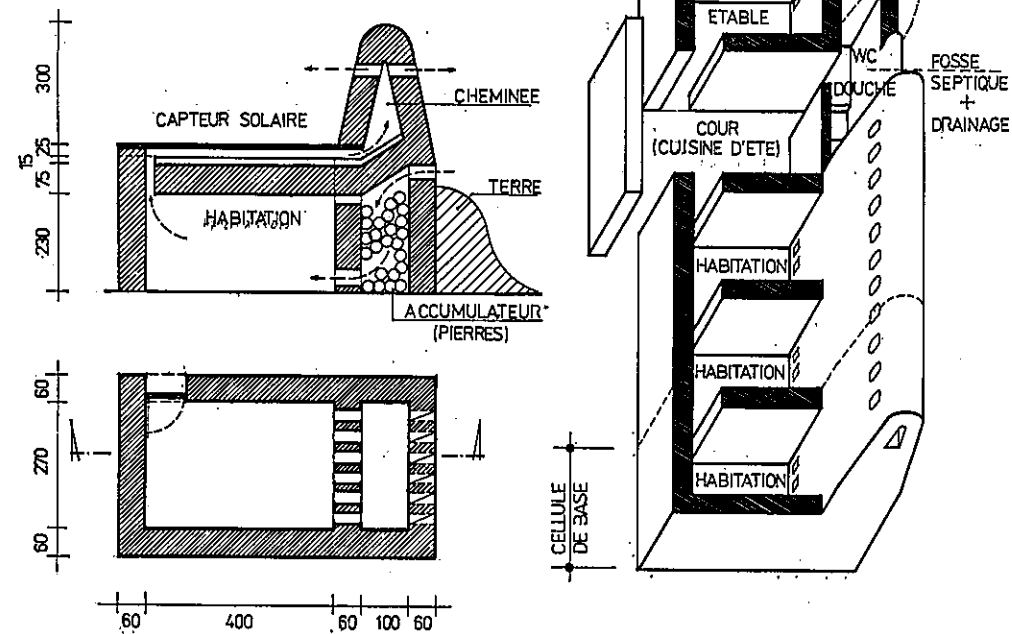 300
15
25
75
230
CAPTEUR SOLAIRE
CHEMINEE
TERRE
HABITATION
ACCUMULATEUR
(PIERRES)
60
270
60
60
400
60
100
60
ETABLE
WC
DOUCHE
FOSSE
SEPTIQUE
+
DRAINAGE
COUR
(CUISINE D'ETE)
HABITATION
HABITATION
HABITATION
CELLULE
DE BASE